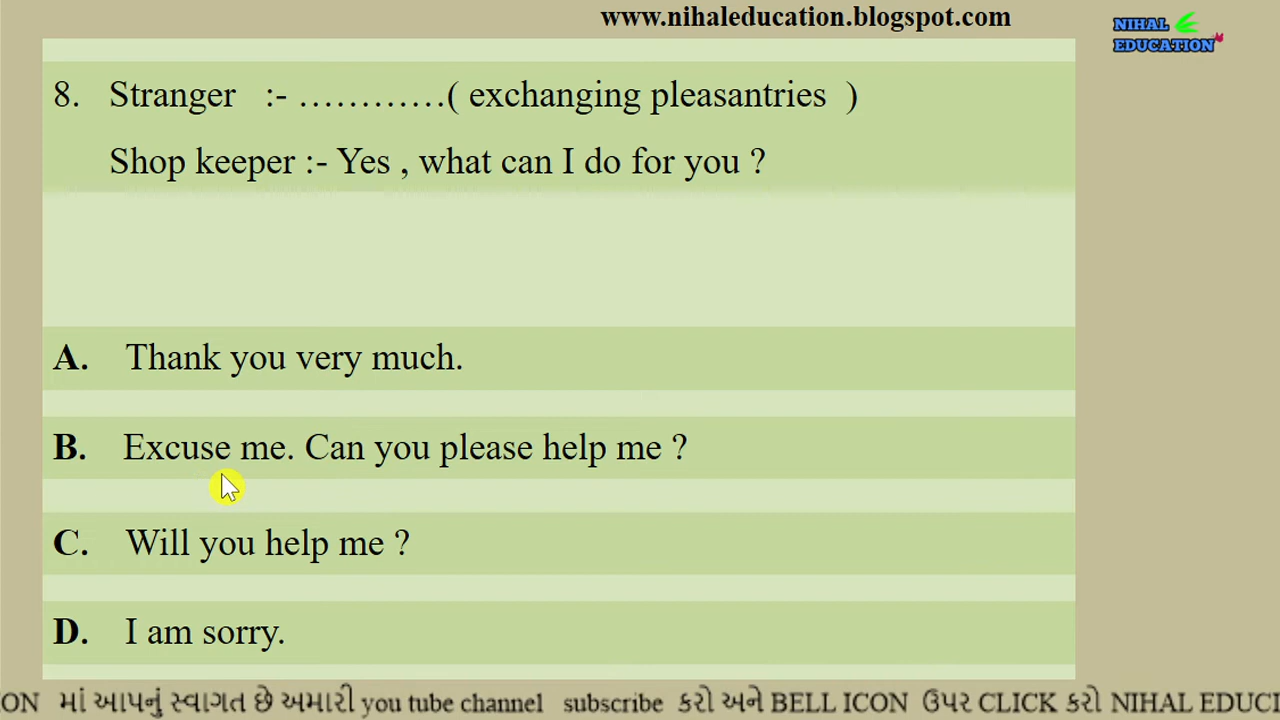 www.nihaleducation.blogspot.com
NIHAL
EDUCATION
8. Stranger :- …………( exchanging pleasantries )
Shop keeper :- Yes , what can I do for you ?
A. Thank you very much.
B. Excuse me. Can you please help me ?
C. Will you help me ?
D. I am sorry.
ON માં આપનું સ્વાગત છે અમારી you tube channel subscribe કરો અને BELL ICON ઉપર CLICK કરો NIHAL EDUC